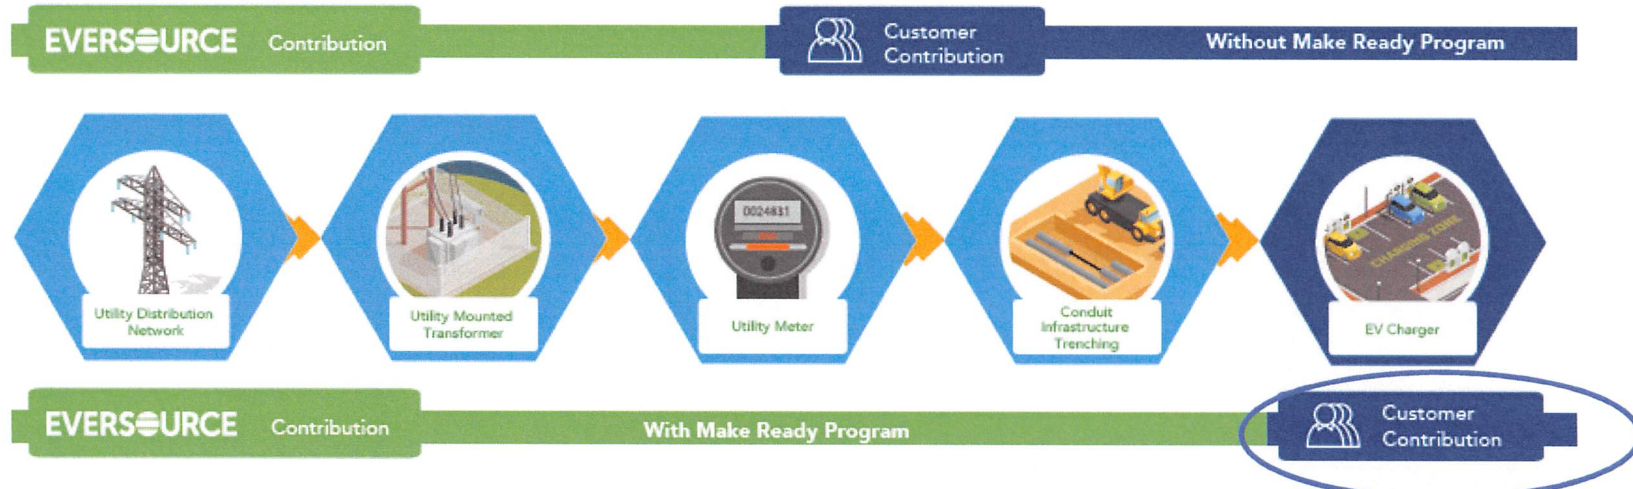 EVERSOURCE Contribution
Customer
Contribution
Without Make Ready Program
0024831
Utility Distribution
Network
Utility Mounted
Transformer
Utility Meter
Conduit
Infrastructure
Trenching
CHARGING ZONE
EV Charger
EVERSOURCE Contribution
With Make Ready Program
Customer
Contribution